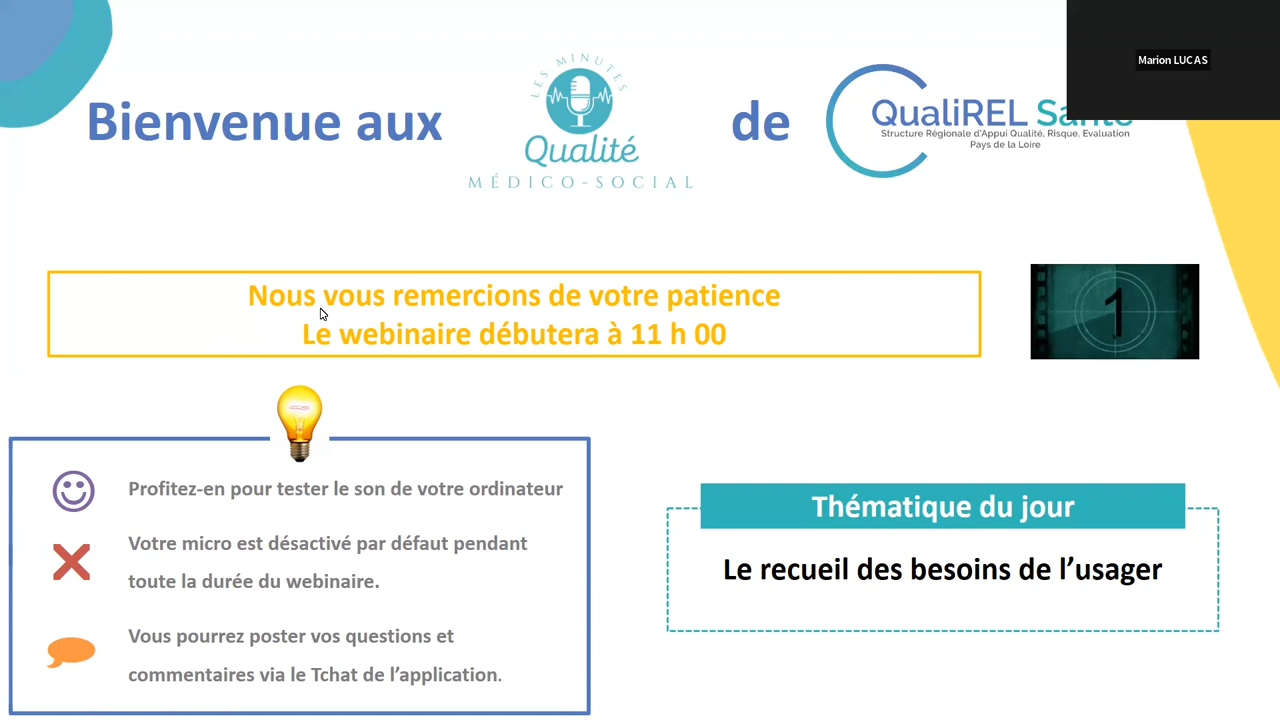 Marion LUCAS
LES MINUTES
Bienvenue aux
Qualité
MÉDICO-SOCIAL
de
QualiREL Santé
Structure Régionale d'Appui Qualité, Risque, Evaluation
Pays de la Loire
Nous vous remercions de votre patience
Le webinaire débutera à 11 h 00
1
Profitez-en pour tester le son de votre ordinateur
Votre micro est désactivé par défaut pendant
toute la durée du webinaire.
Vous pourrez poster vos questions et
commentaires via le Tchat de l’application.
Thématique du jour
Le recueil des besoins de l’usager